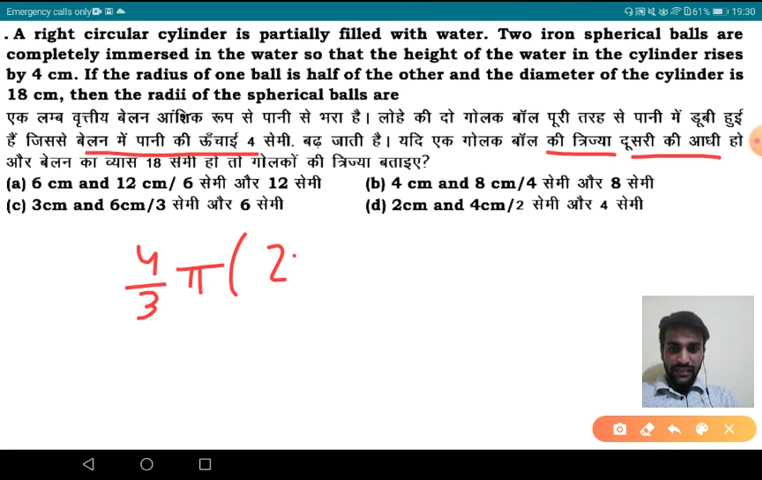 Emergency calls only 61% 19:30
. A right circular cylinder is partially filled with water. Two iron spherical balls are
completely immersed in the water so that the height of the water in the cylinder rises
by 4 cm. If the radius of one ball is half of the other and the diameter of the cylinder is
18 cm, then the radii of the spherical balls are
एक लम्ब वृत्तीय बेलन आंशिक रूप से पानी से भरा है। लोहे की दो गोलक बॉल पूरी तरह से पानी में डूबी हुई
हैं जिससे बेलन में पानी की ऊँचाई 4 सेमी. बढ़ जाती है। यदि एक गोलक बॉल की त्रिज्या दूसरी की आधी हो
और बेलन का व्यास 18 सेमी हो तो गोलकों की त्रिज्या बताइए?
(a) 6 cm and 12 cm/ 6 सेमी और 12 सेमी (b) 4 cm and 8 cm/4 सेमी और 8 सेमी
(c) 3cm and 6cm/3 सेमी और 6 सेमी (d) 2cm and 4cm/2 सेमी और 4 सेमी
4/3 π ( 2